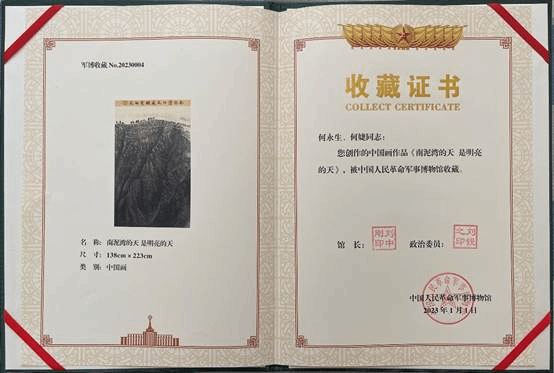 军博收藏 No.20230004
名 称：南泥湾的天 是明亮的天
尺 寸：138cm × 223cm
类 别：中国画
收藏证书
COLLECT CERTIFICATE
何永生、何婕同志：
您创作的中国画作品《南泥湾的天 是明亮
的天》，被中国人民革命军事博物馆收藏。
馆 长：
政治委员：
中国人民革命军事博物馆
2023 年 1 月 1 日